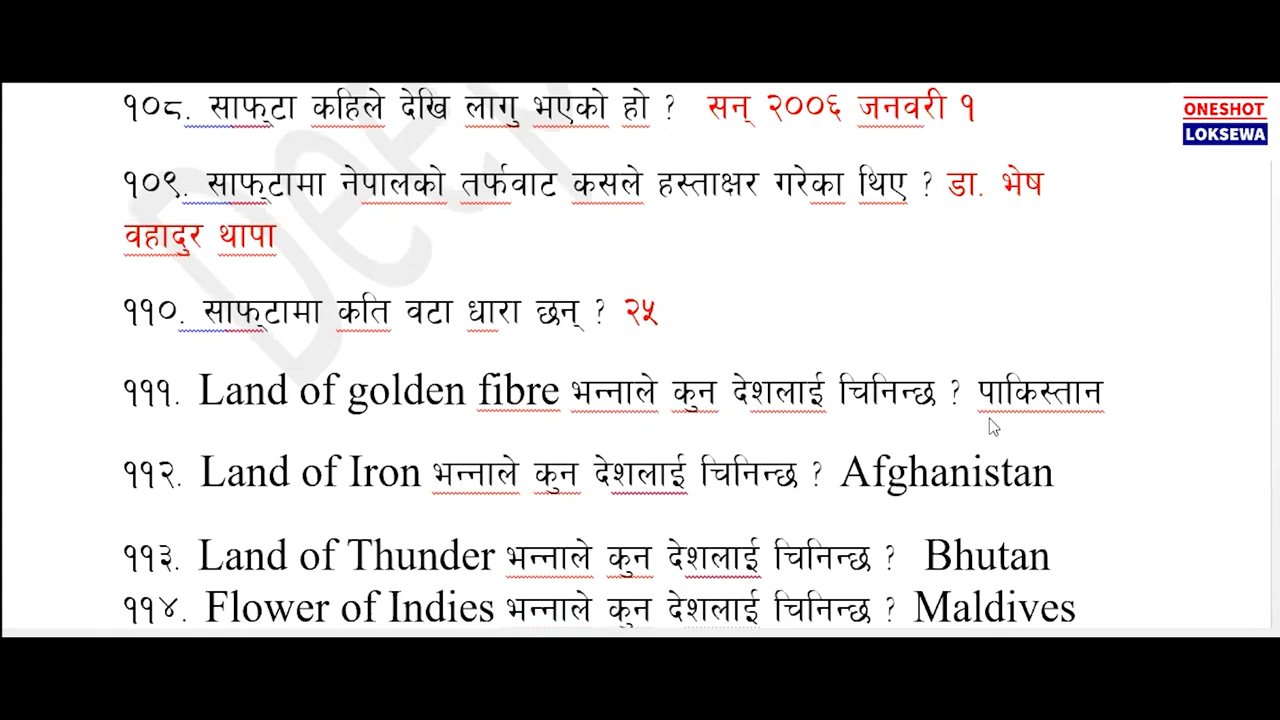 १०८. साफ्टा कहिले देखि लागु भएको हो ? सन् २००६ जनवरी १
ONESHOT
LOKSEWA
१०९. साफ्टामा नेपालको तर्फवाट कसले हस्ताक्षर गरेका थिए ? डा. भेष
वहादुर थापा
११०. साफ्टामा कति वटा धारा छन् ? २५
१११. Land of golden fibre भन्नाले कुन देशलाई चिनिन्छ ? पाकिस्तान
११२. Land of Iron भन्नाले कुन देशलाई चिनिन्छ ? Afghanistan
११३. Land of Thunder भन्नाले कुन देशलाई चिनिन्छ ? Bhutan
११४. Flower of Indies भन्नाले कुन देशलाई चिनिन्छ ? Maldives